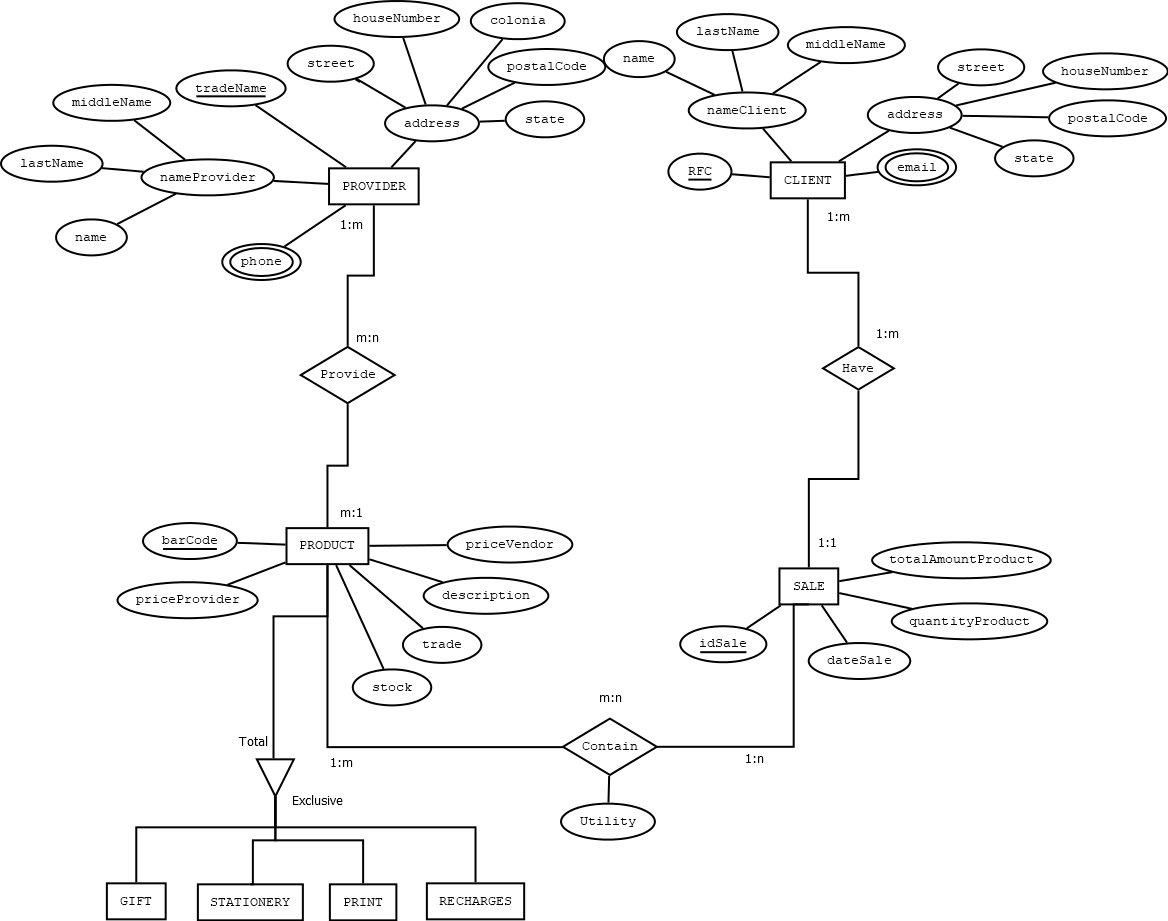 houseNumber
colonia
lastName
middleName
street
postalCode
name
street
houseNumber
tradeName
middleName
address
state
nameClient
address
postalCode
lastName
nameProvider
PROVIDER
RFC
CLIENT
email
state
name
phone
1:m
1:m
m:n
1:m
Provide
Have
m:1
barCode
PRODUCT
priceVendor
1:1
totalAmountProduct
priceProvider
description
SALE
quantityProduct
trade
idSale
dateSale
stock
m:n
Total
Contain
1:m
1:n
Exclusive
Utility
GIFT
STATIONERY
PRINT
RECHARGES